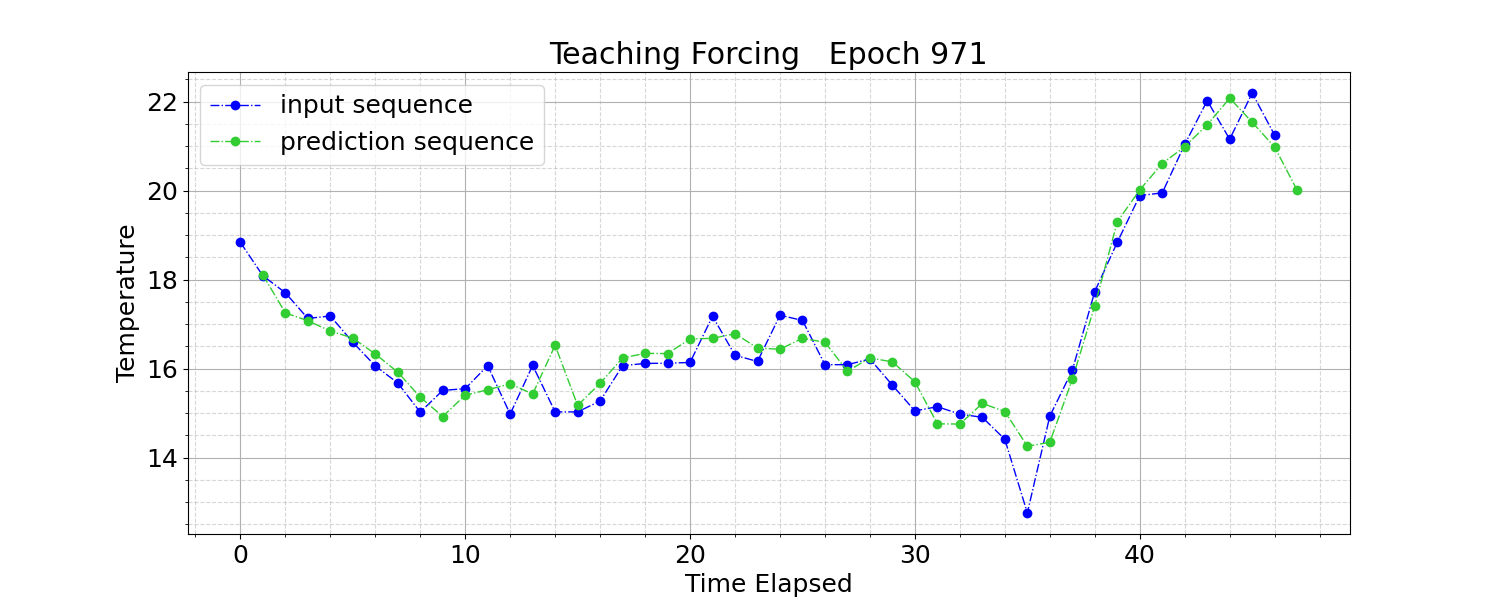 Teaching Forcing   Epoch 971
input sequence
prediction sequence
Temperature
22
20
18
16
14
0 10 20 30 40
Time Elapsed